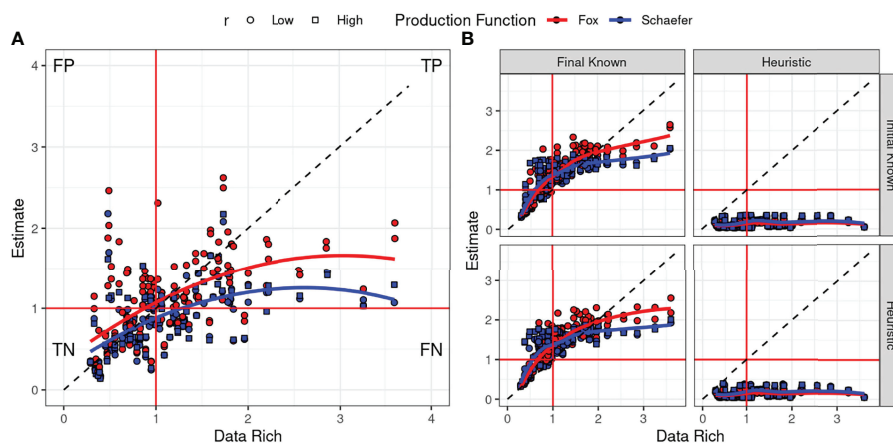 r Low High Production Function Fox Schaefer
A
B
FP TP
TN FN
4
3
2
1
0
Estimate
0 1 2 3 4
Data Rich
Final Known Heuristic
Initial Known
Heuristic
3
2
1
0
3
2
1
0
Estimate
0 1 2 3 0 1 2 3
Data Rich